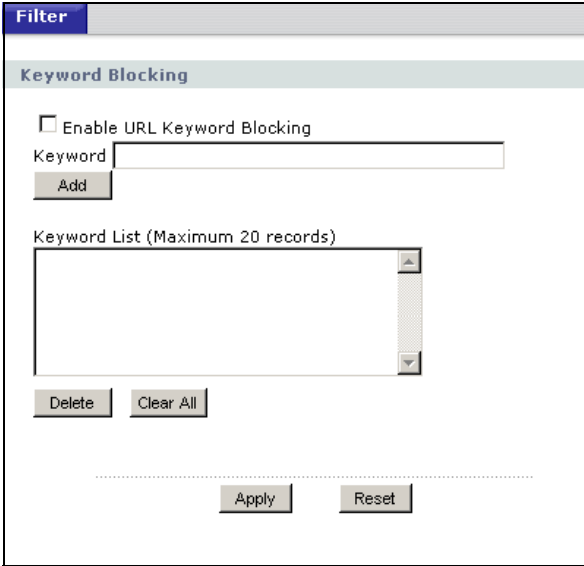 Filter
Keyword Blocking
Enable URL Keyword Blocking
Keyword
Add
Keyword List (Maximum 20 records)
Delete Clear All
Apply Reset